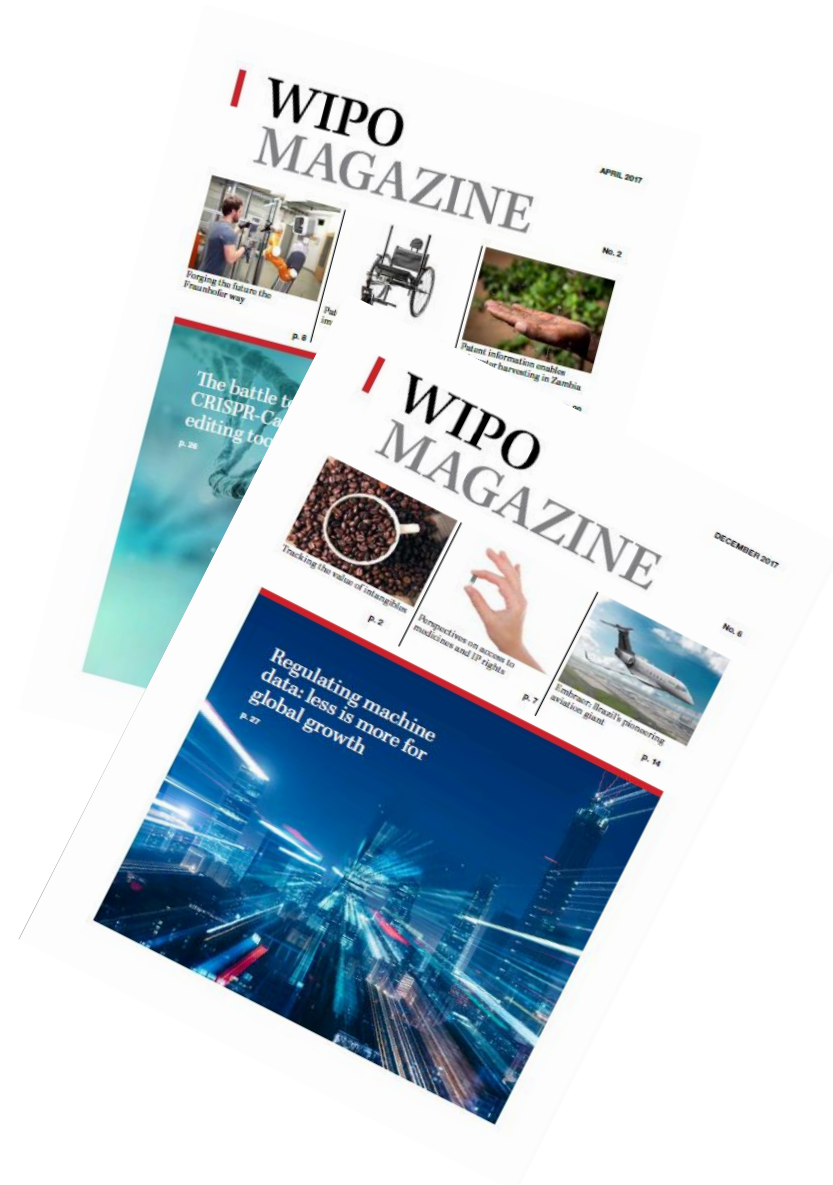 WIPO
MAGAZINE
APRIL 2017
No. 2
Forging the future the
Fraunhofer way
p. 8
Pat
im
Patent information enables
harvesting in Zambia
The battle t
CRISPR-Ca
editing too
p. 26
WIPO
MAGAZINE
DECEMBER 2017
No. 6
Tracking the value of intangibles
p. 2
Perspectives on access to
medicines and IP rights
p. 7
Embraer: Brazil's pioneering
aviation giant
p. 14
Regulating machine
data: less is more for
global growth
p. 27